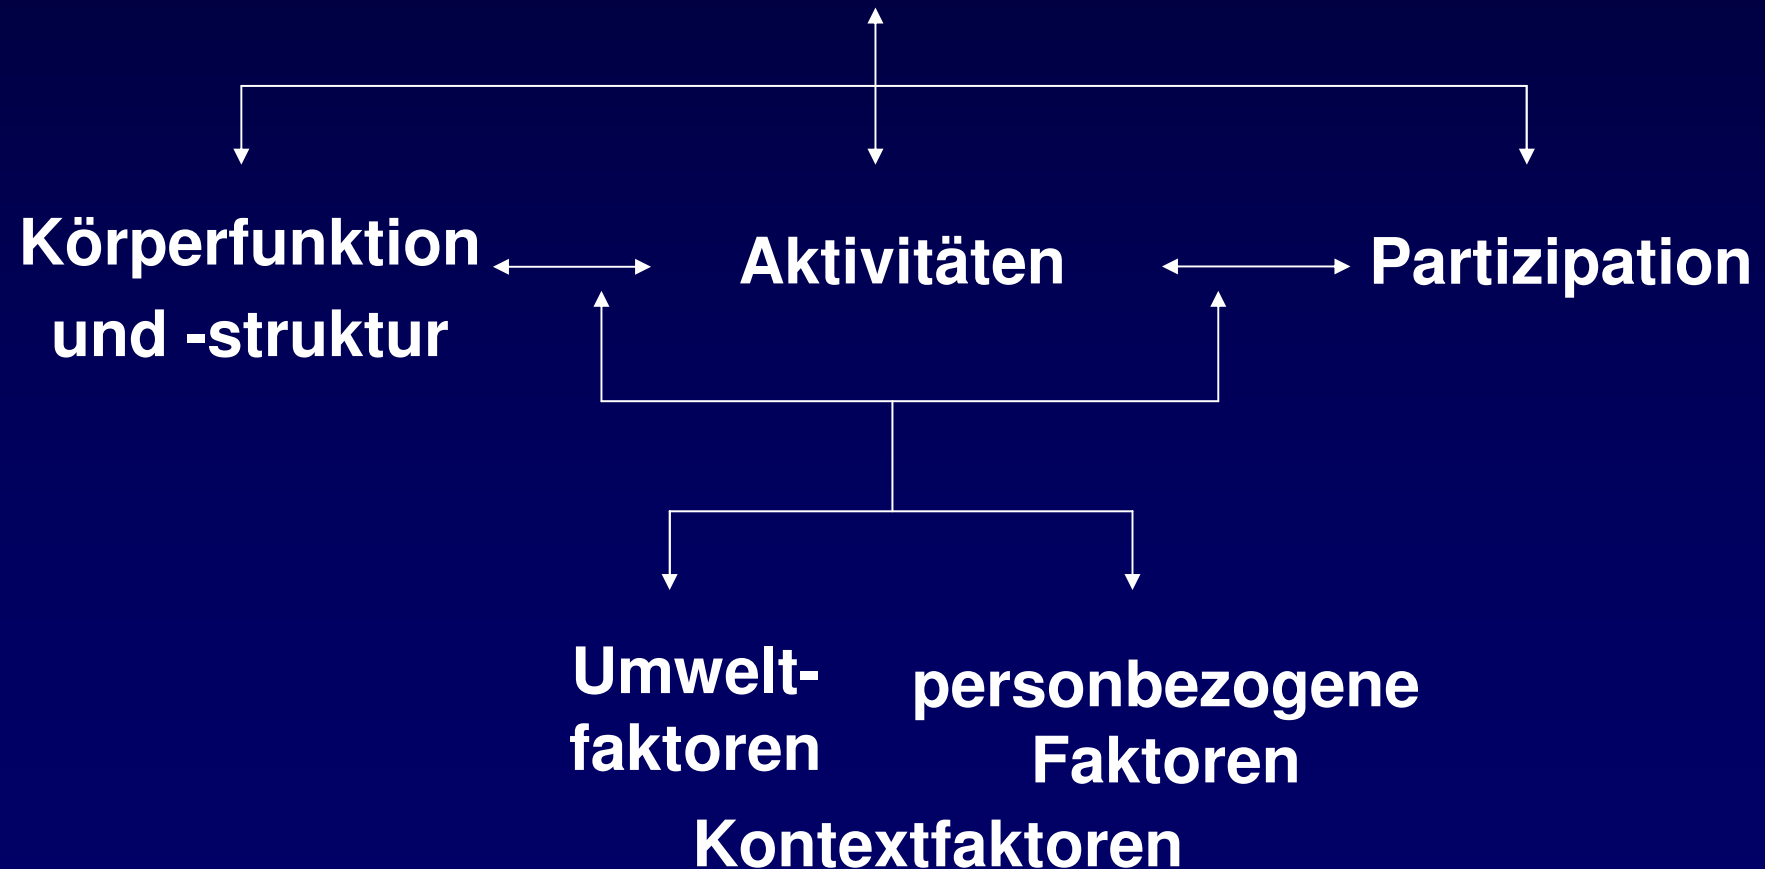 Körperfunktion
und -struktur
Aktivitäten
Partizipation
Umwelt-
faktoren
personbezogene
Faktoren
Kontextfaktoren